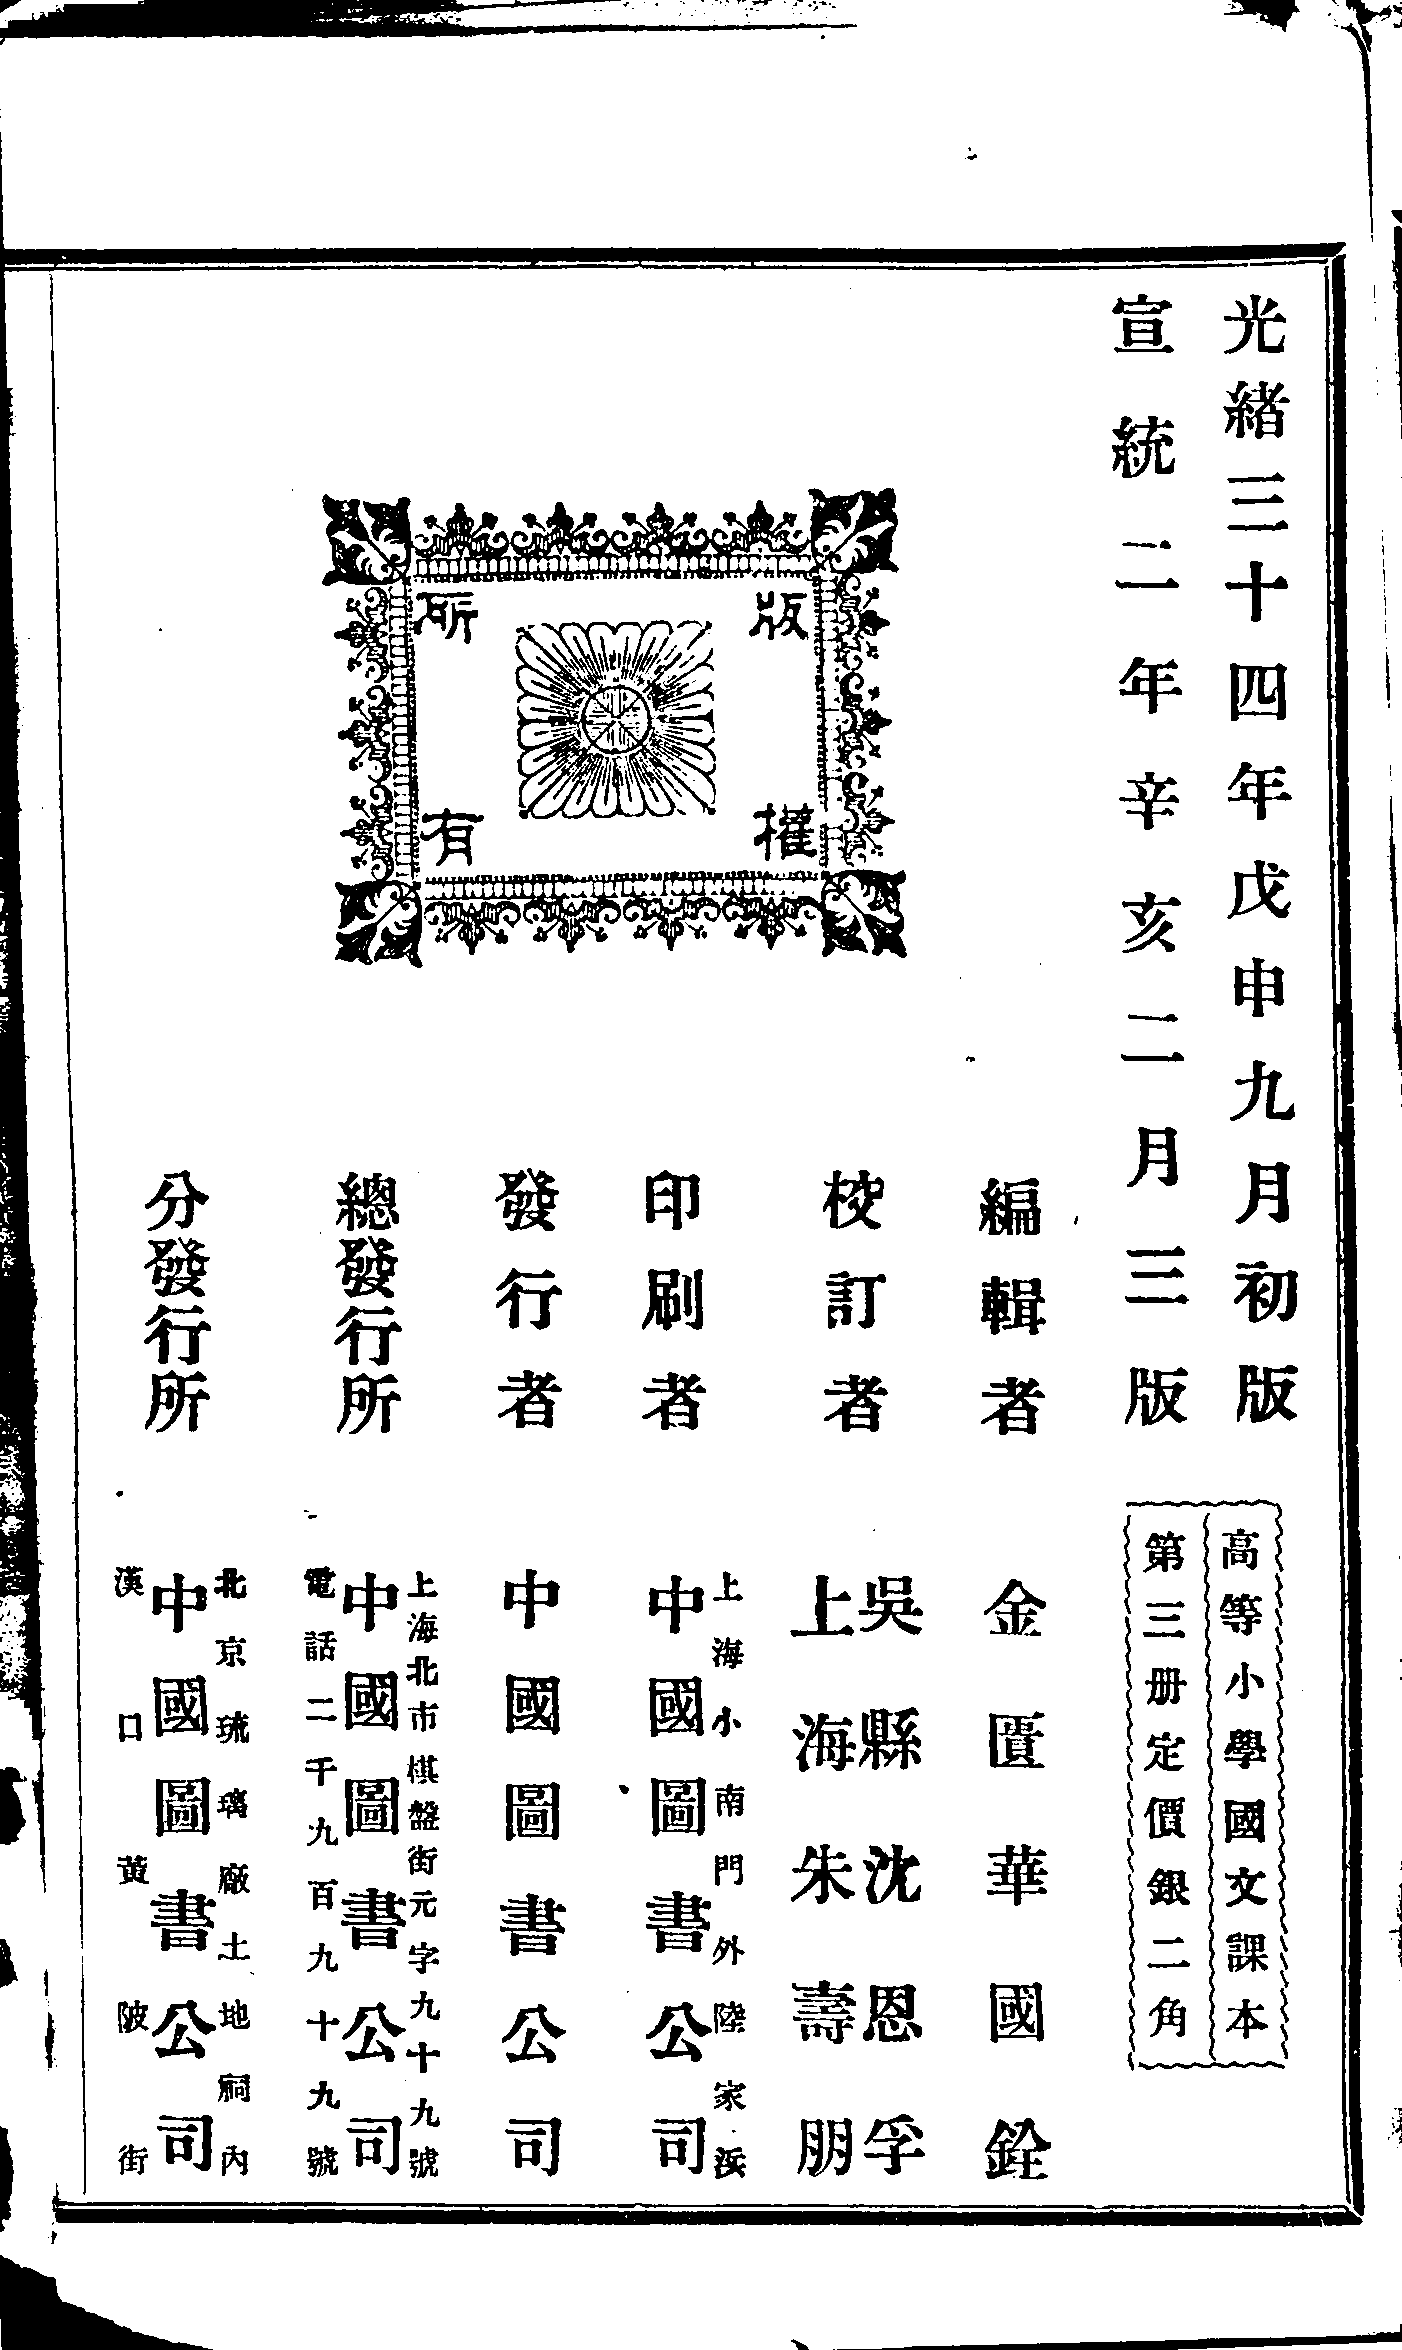 光緒三十四年戊申九月初版
宣統二年辛亥二月三版
高等小學國文課本
第三册定價銀二角
版權
所有
編輯者　金匱華國銓
校訂者　吳縣沈恩孚
上海朱壽朋
印刷者　上海小南門外陸家浜
中國圖書公司
發行者　中國圖書公司
總發行所　上海北市棋盤街元字九十九號
中國圖書公司
電話二千九百九十九號
分發行所　北京琉璃廠土地祠內
中國圖書公司
漢口黃陂街